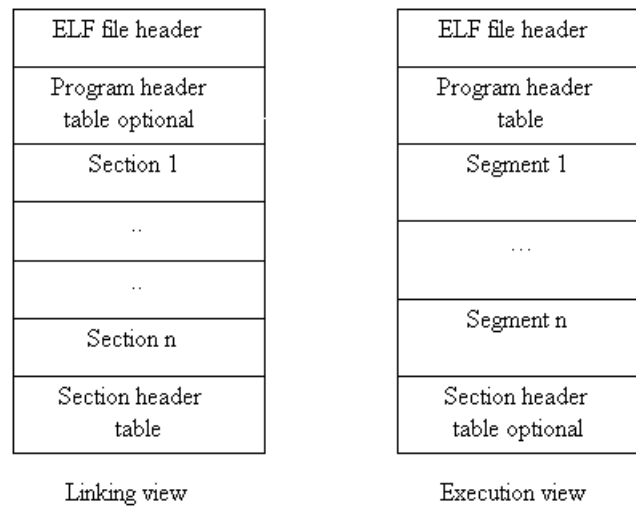 ELF file header
Program header
table optional
Section 1
..
..
Section n
Section header
table
Linking view
ELF file header
Program header
table
Segment 1
...
Segment n
Section header
table optional
Execution view